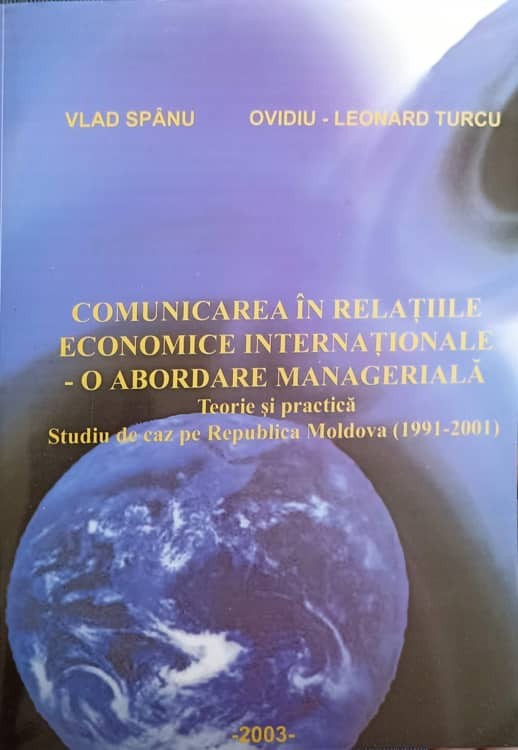 VLAD SPÂNU OVIDIU - LEONARD TURCU
COMUNICAREA ÎN RELAȚIILE
ECONOMICE INTERNAȚIONALE
- O ABORDARE MANAGERIALĂ
Teorie și practică
Studiu de caz pe Republica Moldova (1991-2001)
-2003-